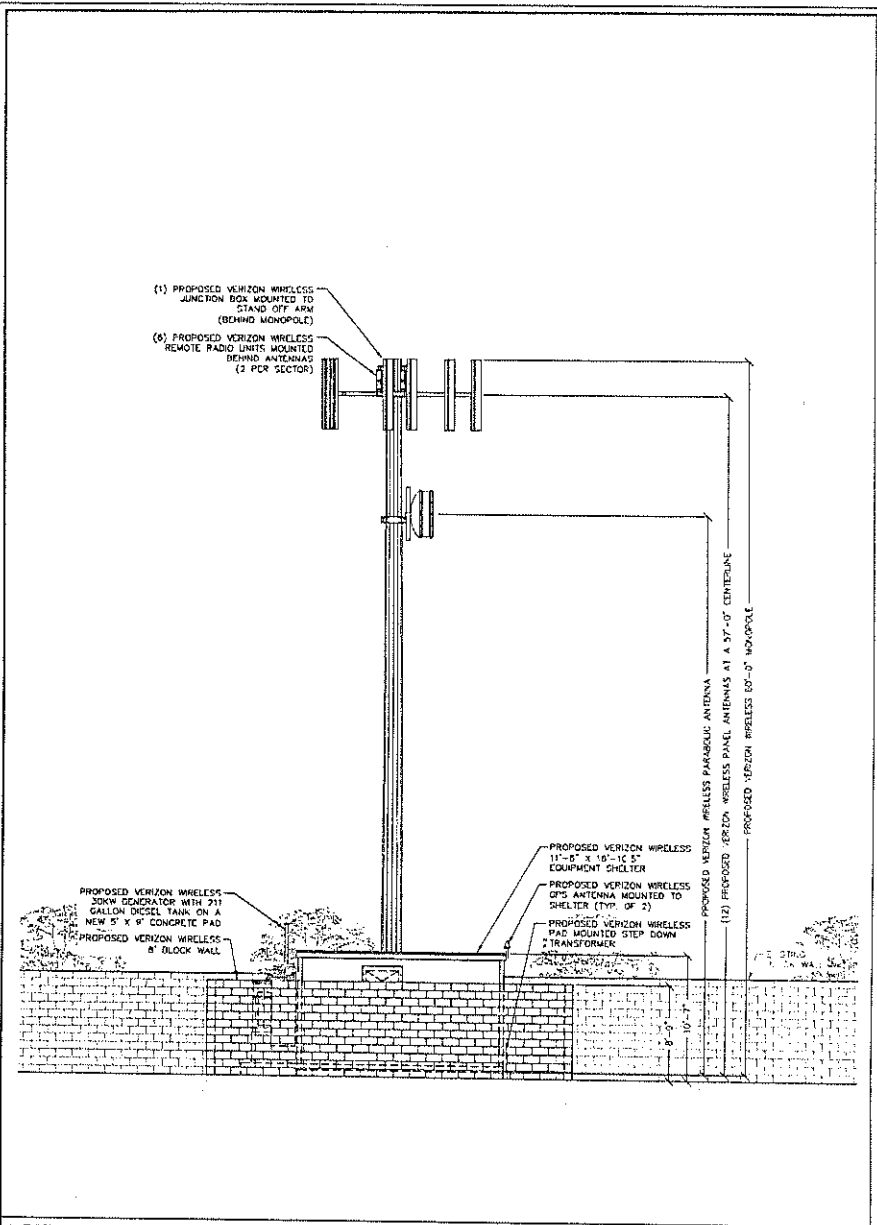 (1) PROPOSED VERIZON WIRELESS
JUNCTION BOX MOUNTED TO
STAND OFF ARM
(BEHIND MONOPOLE)
(6) PROPOSED VERIZON WIRELESS
REMOTE RADIO UNITS MOUNTED
BEHIND ANTENNAS
(2 PER SECTOR)
PROPOSED VERIZON WIRELESS PARABOLIC ANTENNA
(12) PROPOSED VERIZON WIRELESS PANEL ANTENNAS AT A 57'-0" CENTERLINE
PROPOSED VERIZON WIRELESS 60'-0" MONOPOLE
PROPOSED VERIZON WIRELESS
11'-6" X 16'-10.5"
EQUIPMENT SHELTER
PROPOSED VERIZON WIRELESS
GPS ANTENNA MOUNTED TO
SHELTER (TYP. OF 2)
PROPOSED VERIZON WIRELESS
PAD MOUNTED STEP DOWN
TRANSFORMER
PROPOSED VERIZON WIRELESS
30KW GENERATOR WITH 211
GALLON DIESEL TANK ON A
NEW 5' X 9' CONCRETE PAD
PROPOSED VERIZON WIRELESS
8' BLOCK WALL
8'-0"
10'-7"